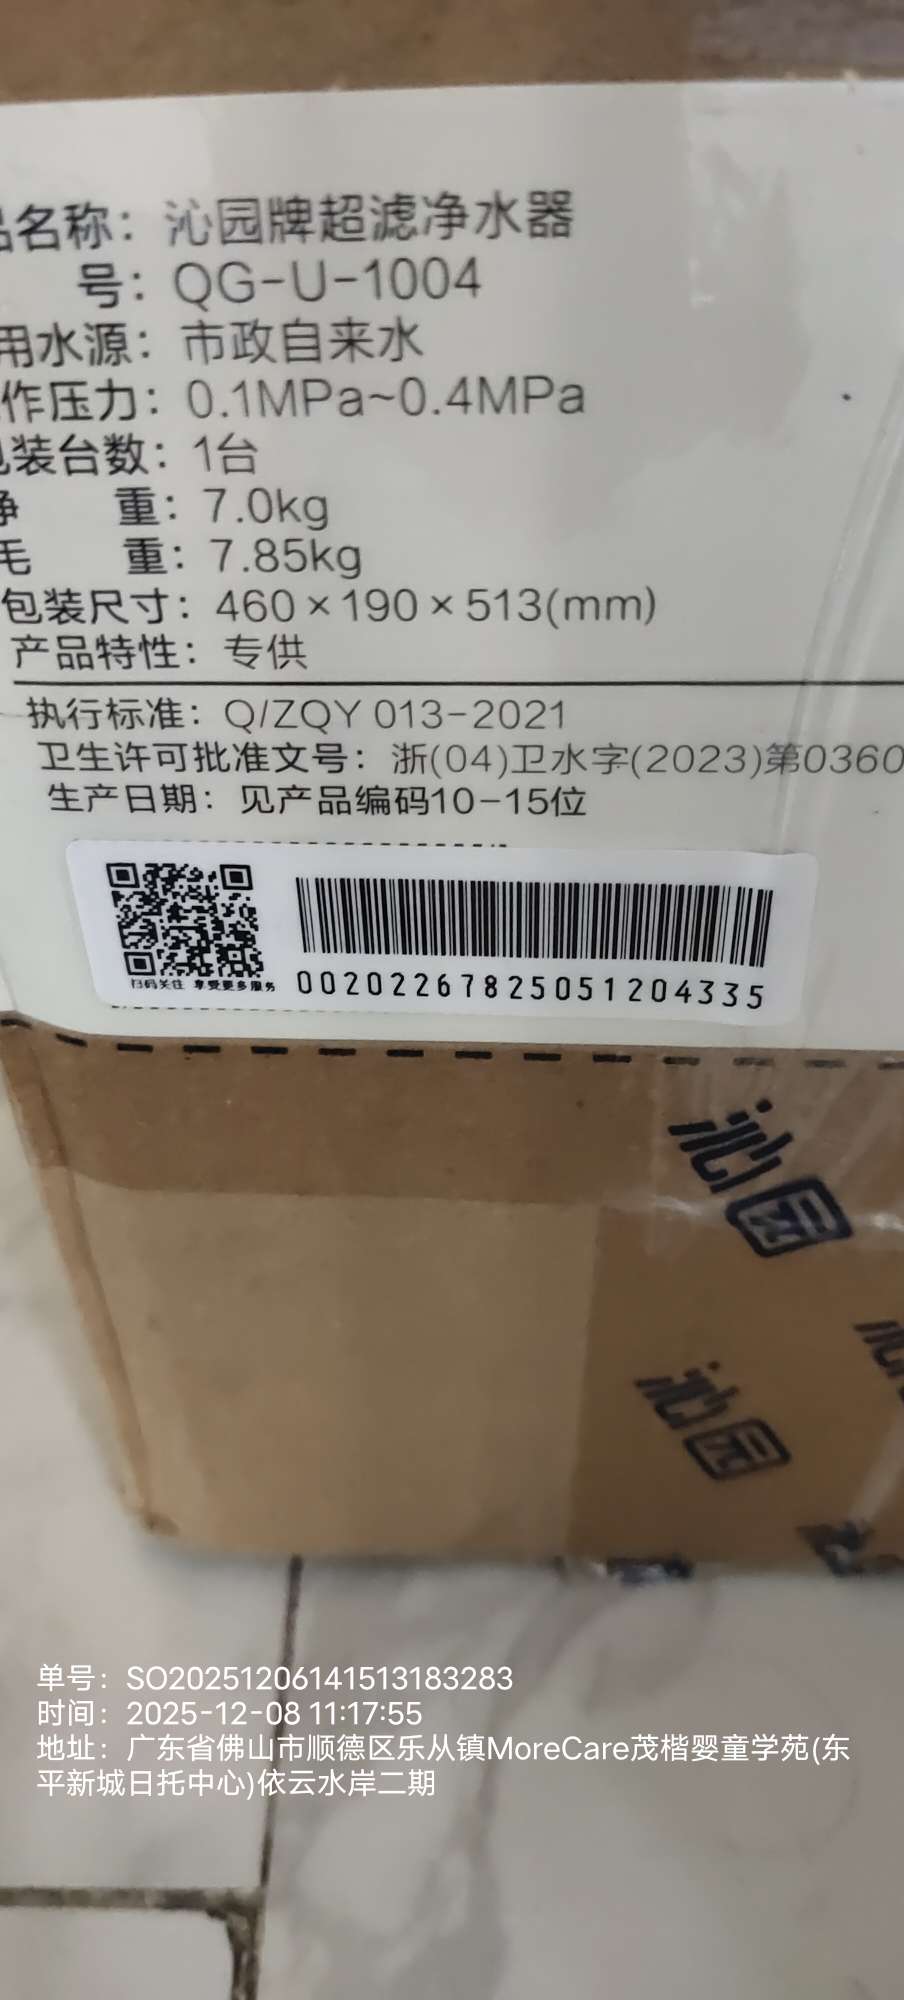 品名称：沁园牌超滤净水器
号：QG-U-1004
用水源：市政自来水
作压力：0.1MPa~0.4MPa
包装台数：1台
净 重：7.0kg
毛 重：7.85kg
包装尺寸：460×190×513(mm)
产品特性：专供
执行标准：Q/ZQY 013-2021
卫生许可批准文号：浙(04)卫水字(2023)第0360
生产日期：见产品编码10-15位
扫码关注 享受更多服务
00202267825051204335
沁园
沁园
单号：SO20251206141513183283
时间：2025-12-08 11:17:55
地址：广东省佛山市顺德区乐从镇MoreCare茂楷婴童学苑(东
平新城日托中心)依云水岸二期